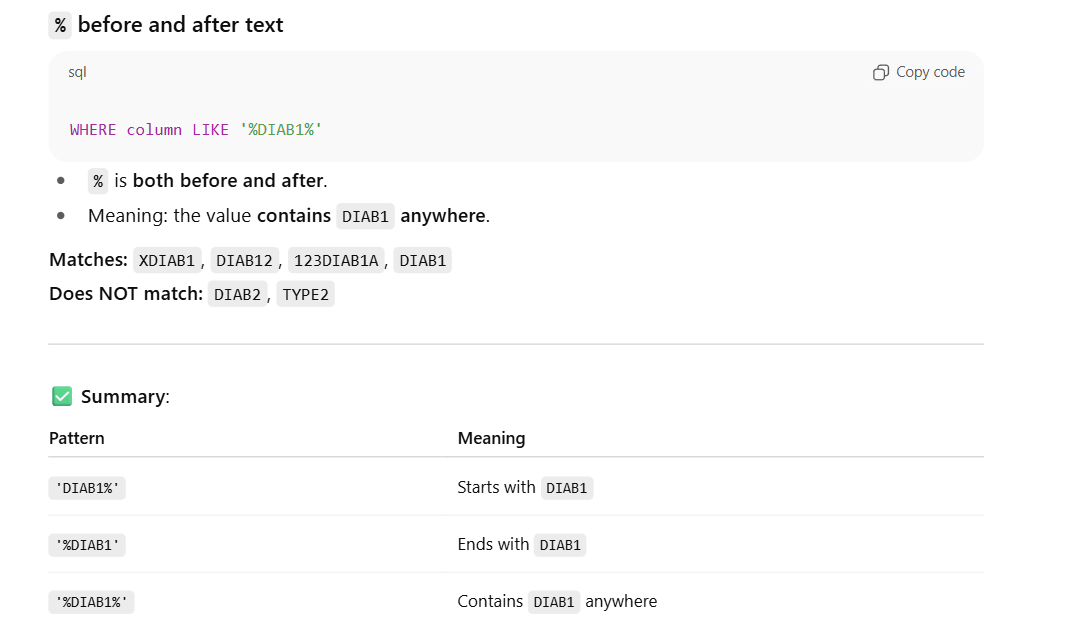 % before and after text
sql
Copy code
WHERE column LIKE '%DIAB1%'
% is both before and after.
Meaning: the value contains DIAB1 anywhere.
Matches: XDIAB1, DIAB12, 123DIAB1A, DIAB1
Does NOT match: DIAB2, TYPE2
✅ Summary:
Pattern Meaning
'DIAB1%' Starts with DIAB1
'%DIAB1' Ends with DIAB1
'%DIAB1%' Contains DIAB1 anywhere